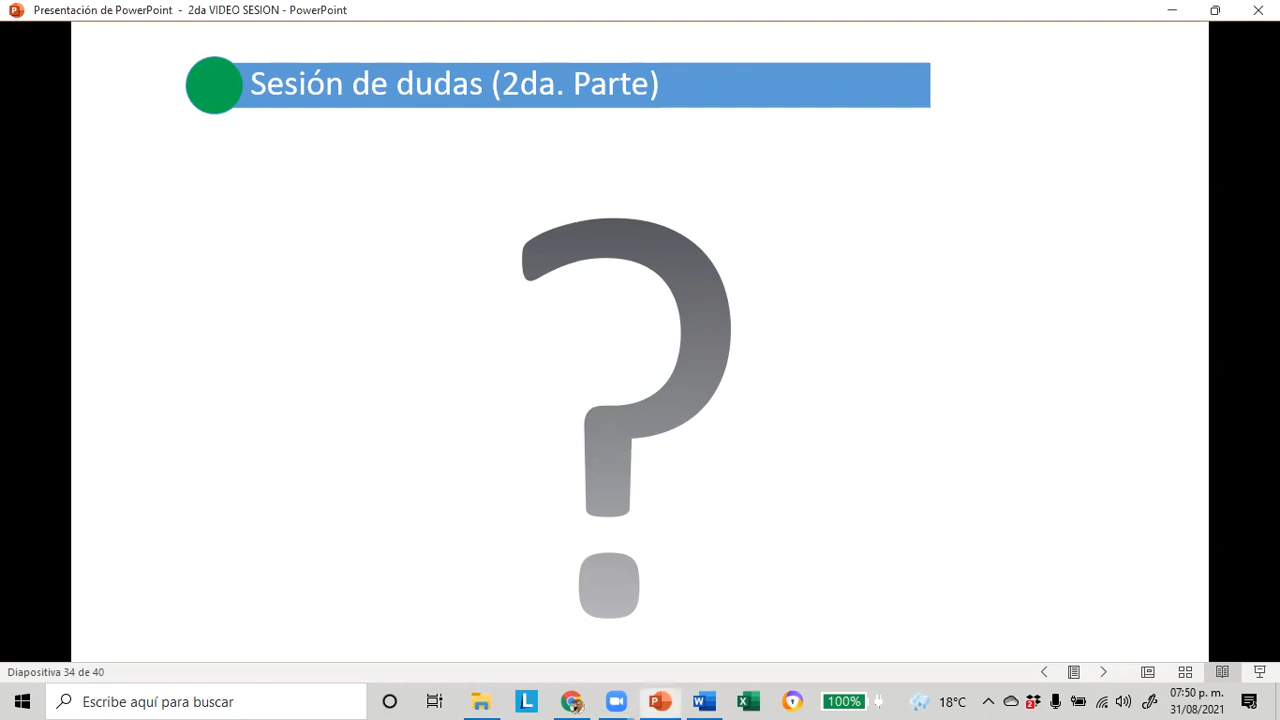 Presentación de PowerPoint - 2da VIDEO SESION - PowerPoint
Sesión de dudas (2da. Parte)
?
Diapositiva 34 de 40
Escribe aquí para buscar
L
100%
18°C
2
07:50 p. m.
31/08/2021